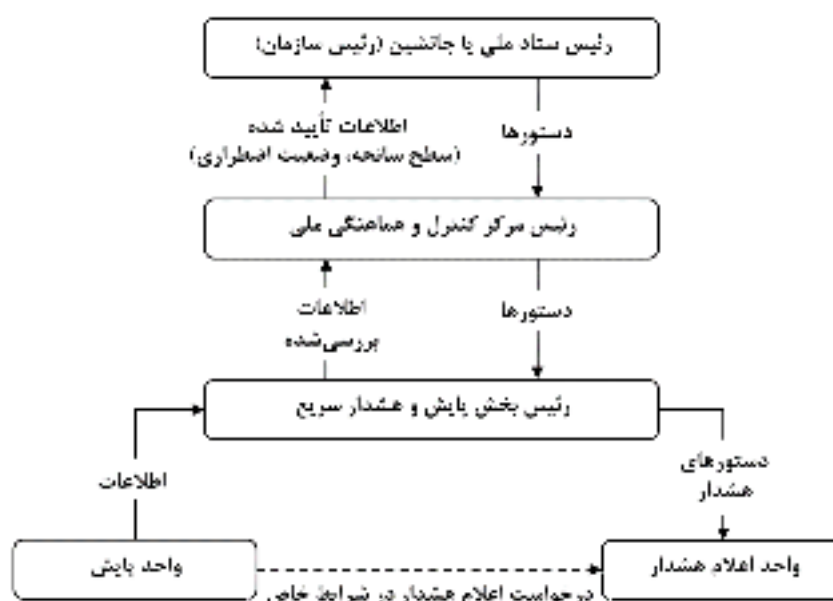 رئیس ستاد ملی یا جانشین (رئیس سازمان)
اطلاعات تأیید شده
(سطح سانحه، وضعیت اضطراری)
دستورها
رئیس مرکز کنترل و هماهنگی ملی
اطلاعات
بررسی‌شده
دستورها
رئیس بخش پایش و هشدار سریع
اطلاعات
دستورهای
هشدار
واحد پایش
واحد اعلام هشدار
درخواست اعلام هشدار در شرایط خاص